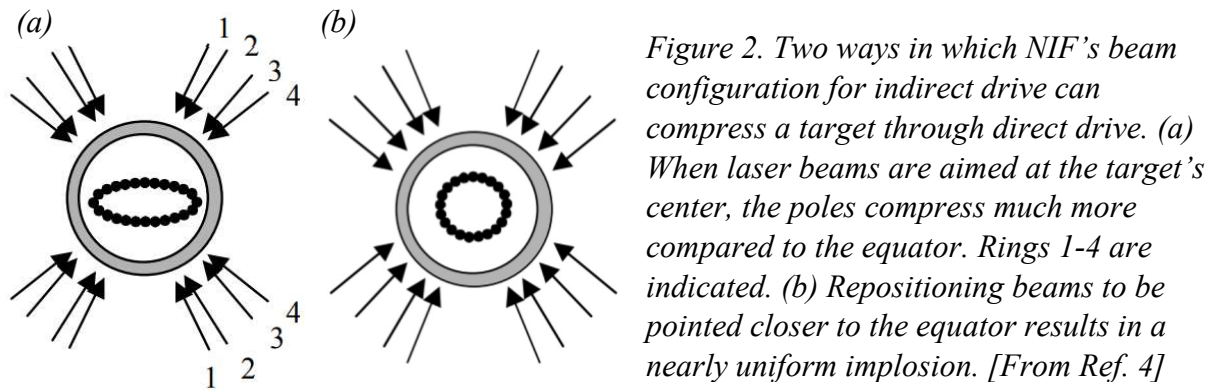 (a)
1
2
3
4
4
3
2
1
(b)
Figure 2. Two ways in which NIF's beam
configuration for indirect drive can
compress a target through direct drive. (a)
When laser beams are aimed at the target's
center, the poles compress much more
compared to the equator. Rings 1-4 are
indicated. (b) Repositioning beams to be
pointed closer to the equator results in a
nearly uniform implosion. [From Ref. 4]